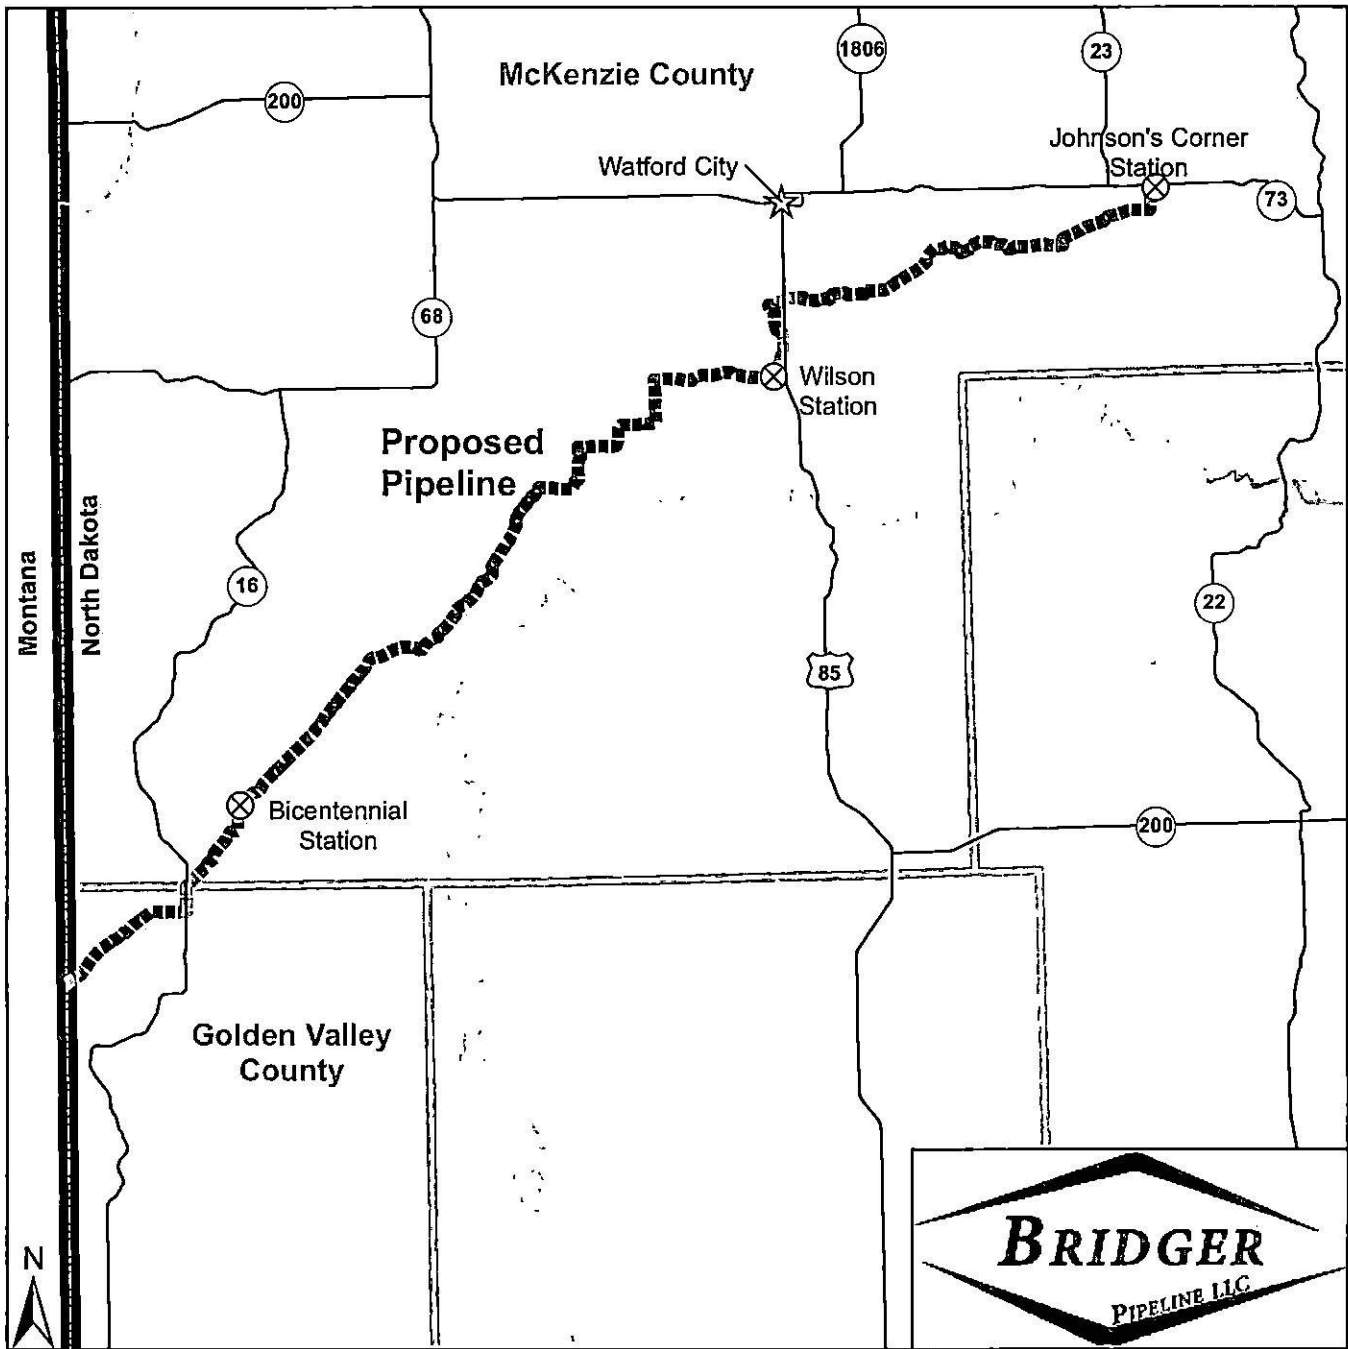 McKenzie County
1806
23
200
Johnson's Corner
Station
Watford City
73
68
Wilson
Station
Proposed
Pipeline
Montana
North Dakota
16
22
85
Bicentennial
Station
200
Golden Valley
County
N
BRIDGER
PIPELINE LLC